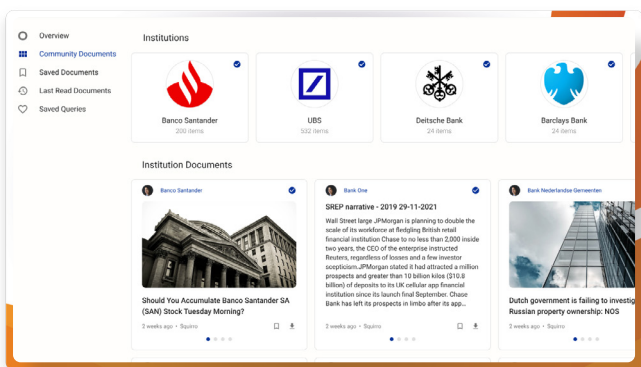 Overview
Community Documents
Saved Documents
Last Read Documents
Saved Queries
Institutions
Banco Santander
200 items
UBS
532 items
Deitsche Bank
24 items
Barclays Bank
24 items
Institution Documents
Banco Santander
Should You Accumulate Banco Santander SA
(SAN) Stock Tuesday Morning?
2 weeks ago • Squirro
Bank One
SREP narrative - 2019 29-11-2021
Wall Street large JPMorgan is planning to double the
scale of its workforce at fledgling British retail
financial institution Chase to no less than 2,000 inside
two years, the CEO of the enterprise instructed
Reuters, regardless of losses and a few investor
scepticism.JPMorgan stated it had attracted a million
prospects and greater than 10 billion kilos ($10.8
billion) of deposits to its UK cellular app financial
institution since its launch final September. Chase
Bank has left its prospects in limbo after its app...
2 weeks ago • Squirro
Bank Nederlandse Gemeenten
Dutch government is failing to investig
Russian property ownership: NOS
2 weeks ago • Squirro